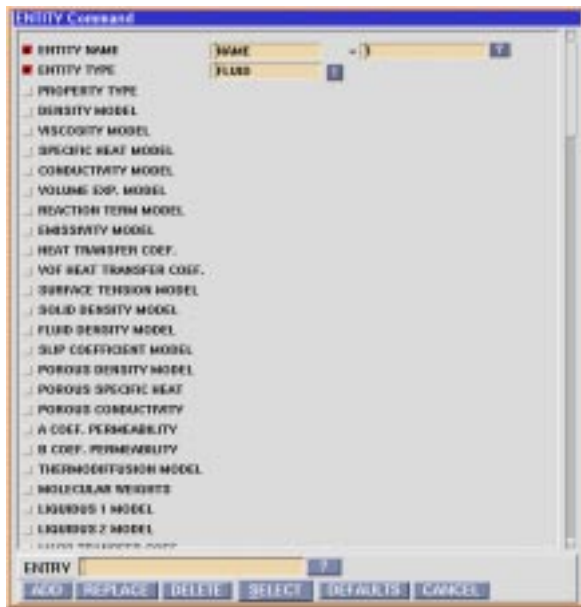 ENTITY Command
ENTITY NAME NAME = ?
ENTITY TYPE FLUID
PROPERTY TYPE
DENSITY MODEL
VISCOSITY MODEL
SPECIFIC HEAT MODEL
CONDUCTIVITY MODEL
VOLUME EXP. MODEL
REACTION TERM MODEL
EMISSIVITY MODEL
HEAT TRANSFER COEF.
VOF HEAT TRANSFER COEF.
SURFACE TENSION MODEL
SOLID DENSITY MODEL
FLUID DENSITY MODEL
SLIP COEFFICIENT MODEL
POROUS DENSITY MODEL
POROUS SPECIFIC HEAT
POROUS CONDUCTIVITY
A COEF. PERMEABILITY
B COEF. PERMEABILITY
THERMODIFFUSION MODEL
MOLECULAR WEIGHTS
LIQUIDUS 1 MODEL
LIQUIDUS 2 MODEL
ENTRY ?
ADD REPLACE DELETE SELECT DEFAULTS CANCEL